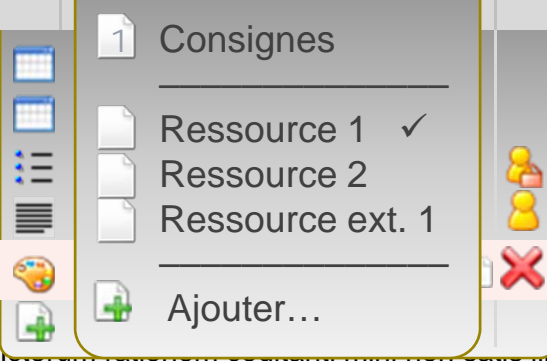 1 Consignes
Ressource 1 ✓
Ressource 2
Ressource ext. 1
Ajouter…